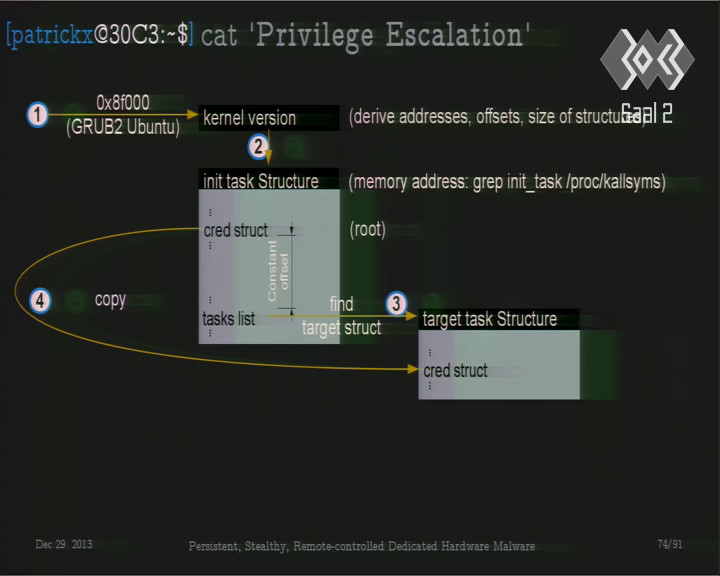 [patrickx@30C3:~$] cat 'Privilege Escalation'
Saal 2
1
0x8f000
(GRUB2 Ubuntu)
kernel version
(derive addresses, offsets, size of structures)
2
init task Structure
(memory address: grep init_task /proc/kallsyms)
cred struct
(root)
Constant
offset
4
copy
tasks list
find
target struct
3
target task Structure
cred struct
Dec 29 2013
Persistent, Stealthy, Remote-controlled Dedicated Hardware Malware
74/91